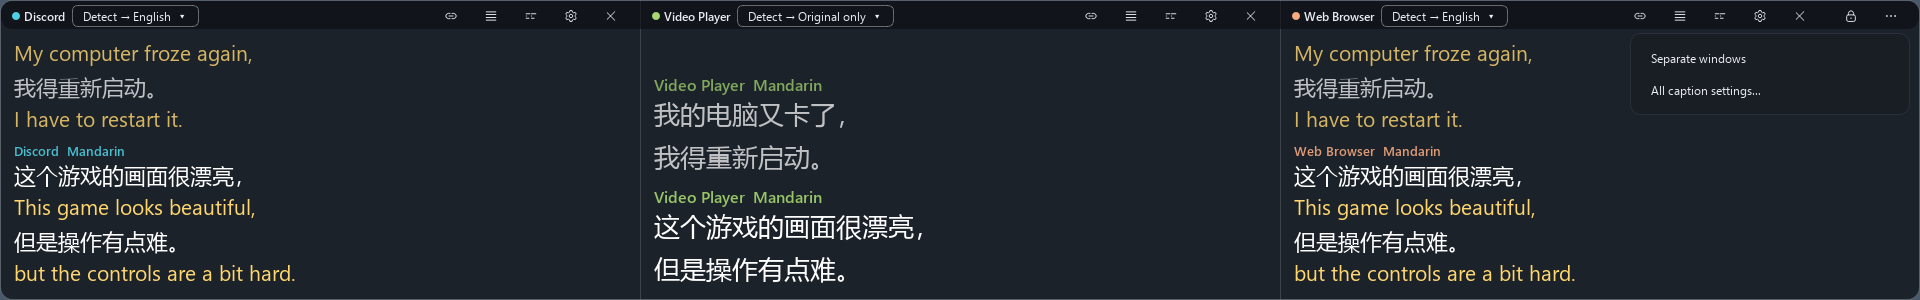 Discord Detect → English
My computer froze again,
我得重新启动。
I have to restart it.
Discord Mandarin
这个游戏的画面很漂亮，
This game looks beautiful,
但是操作有点难。
but the controls are a bit hard.
Video Player Detect → Original only
Video Player Mandarin
我的电脑又卡了，
我得重新启动。
Video Player Mandarin
这个游戏的画面很漂亮，
但是操作有点难。
Web Browser Detect → English
My computer froze again,
我得重新启动。
I have to restart it.
Web Browser Mandarin
这个游戏的画面很漂亮，
This game looks beautiful,
但是操作有点难。
but the controls are a bit hard.
Separate windows
All caption settings...